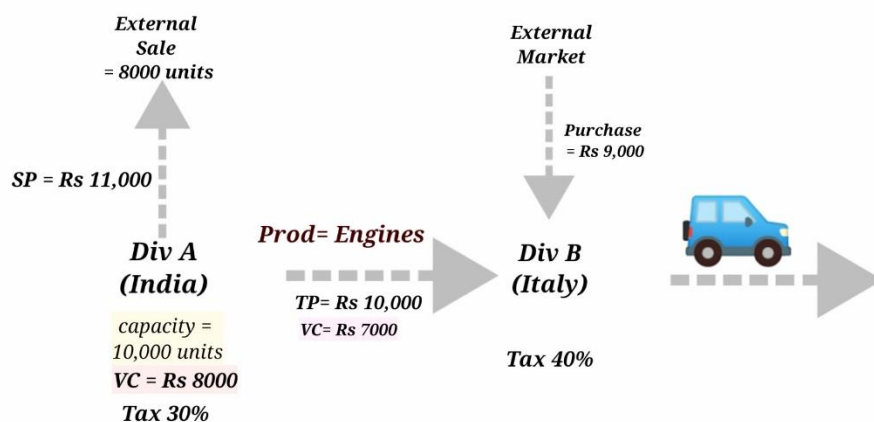 External
Sale
= 8000 units
SP = Rs 11,000
Div A
(India)
capacity =
10,000 units
VC = Rs 8000
Tax 30%
Prod= Engines
TP= Rs 10,000
VC= Rs 7000
External
Market
Purchase
= Rs 9,000
Div B
(Italy)
Tax 40%